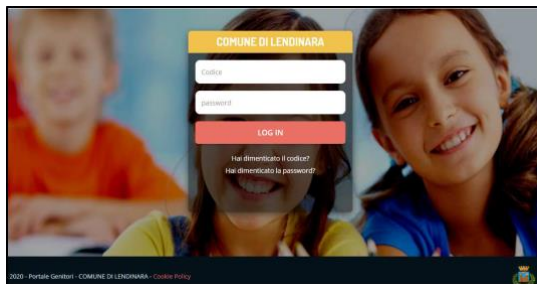 COMUNE DI LENDINARA
Codice
password
LOG IN
Hai dimenticato il codice?
Hai dimenticato la password?
2020 - Portale Genitori - COMUNE DI LENDINARA - Cookie Policy